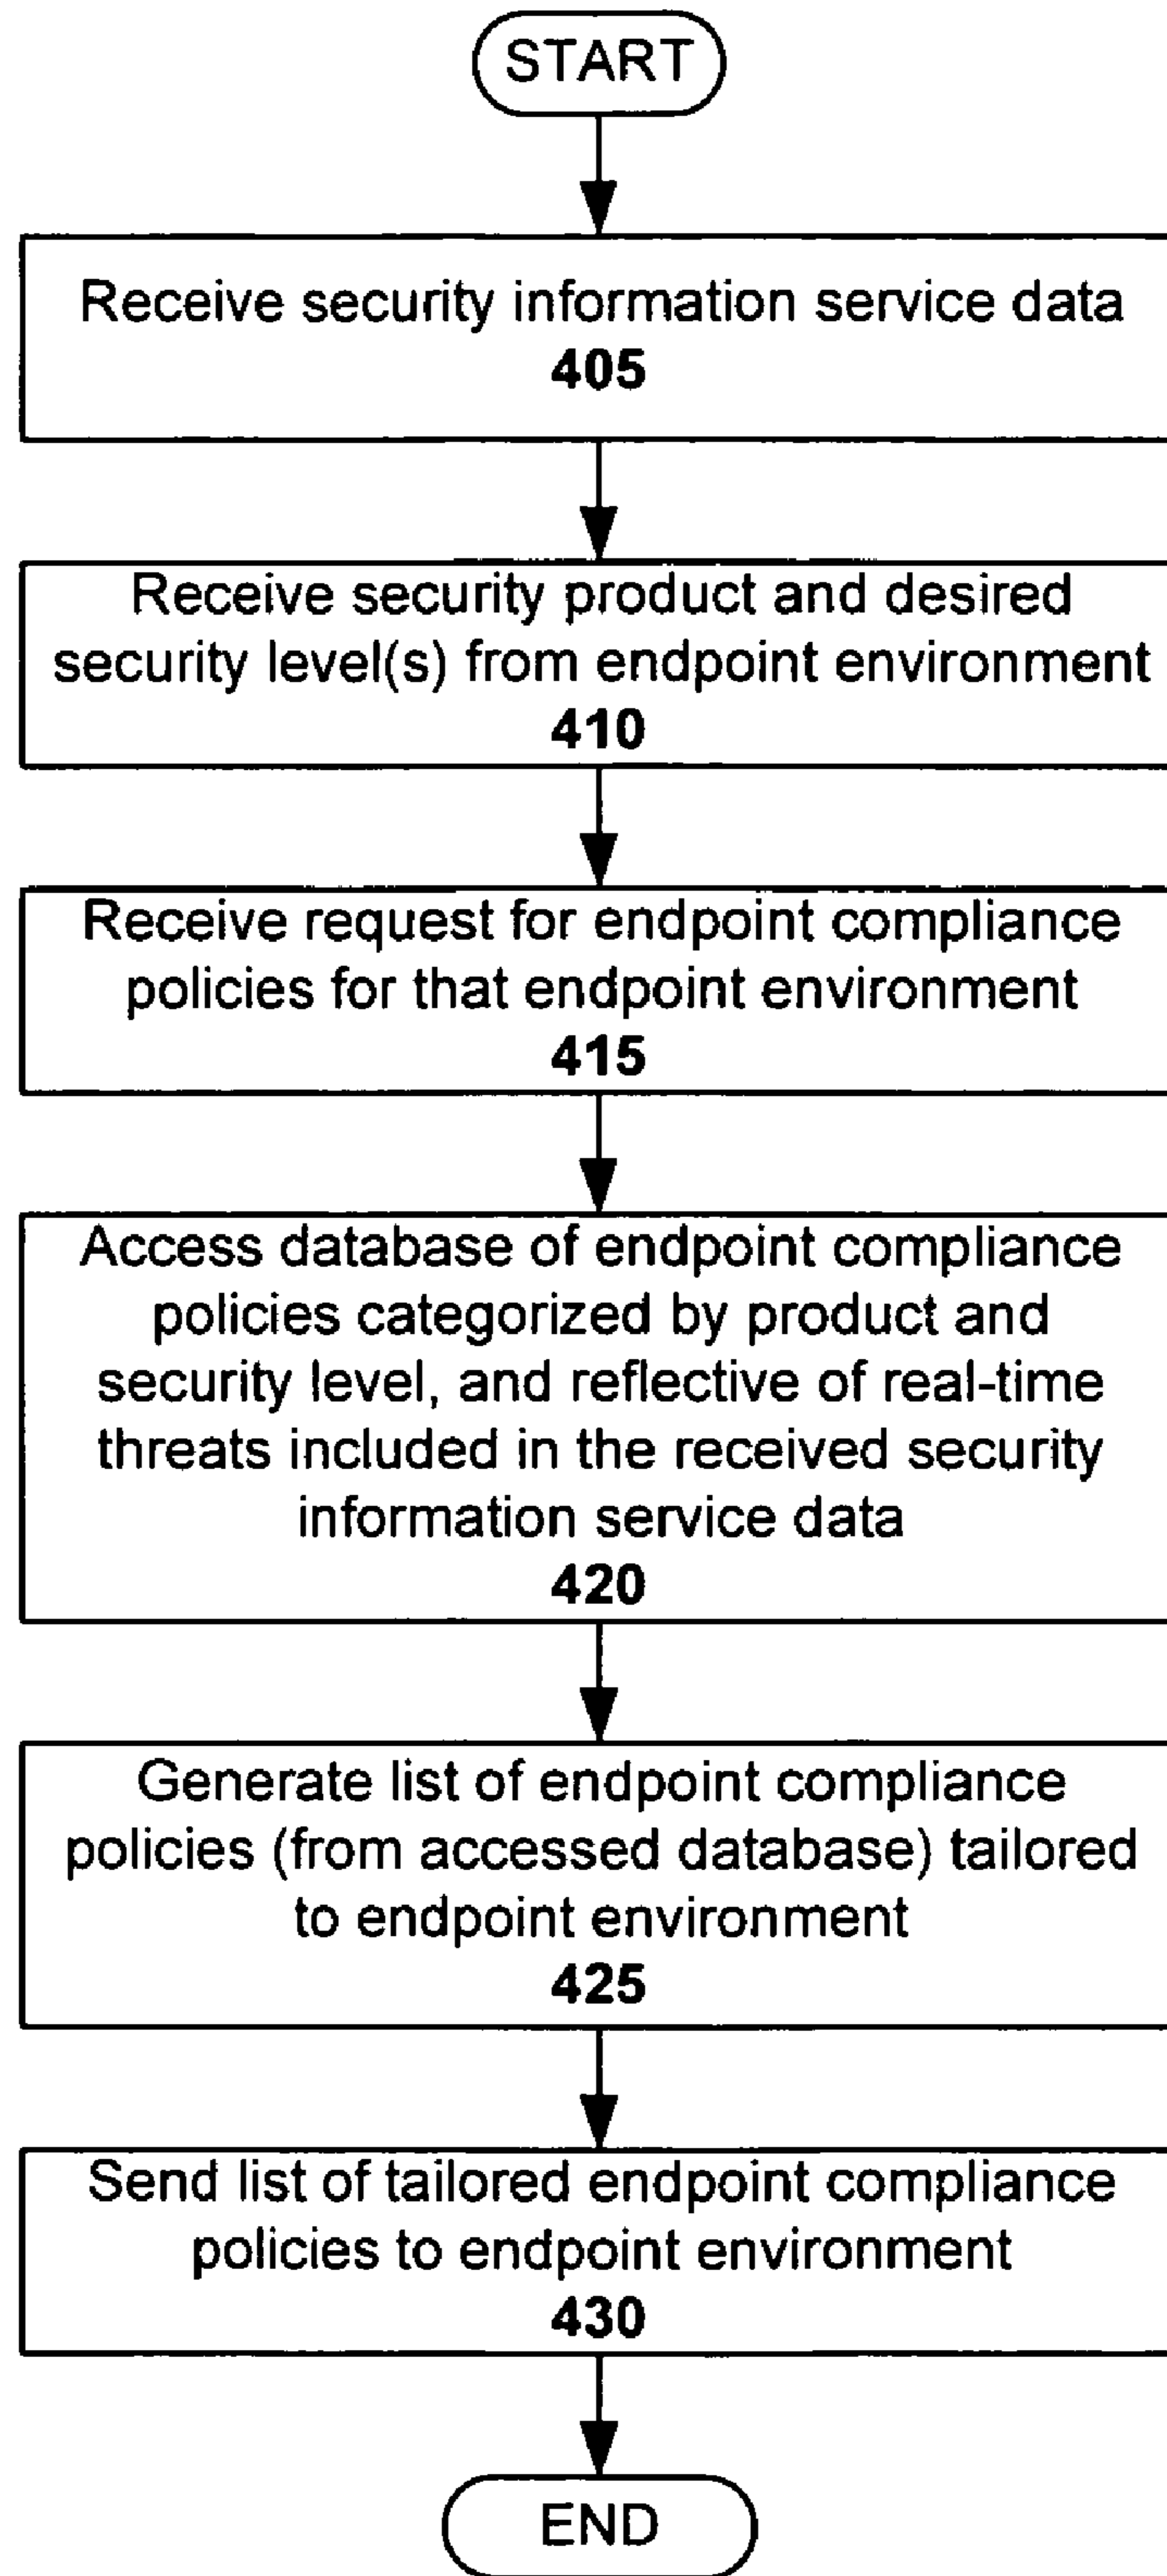 START
Receive security information service data
405
Receive security product and desired
security level(s) from endpoint environment
410
Receive request for endpoint compliance
policies for that endpoint environment
415
Access database of endpoint compliance
policies categorized by product and
security level, and reflective of real-time
threats included in the received security
information service data
420
Generate list of endpoint compliance
policies (from accessed database) tailored
to endpoint environment
425
Send list of tailored endpoint compliance
policies to endpoint environment
430
END